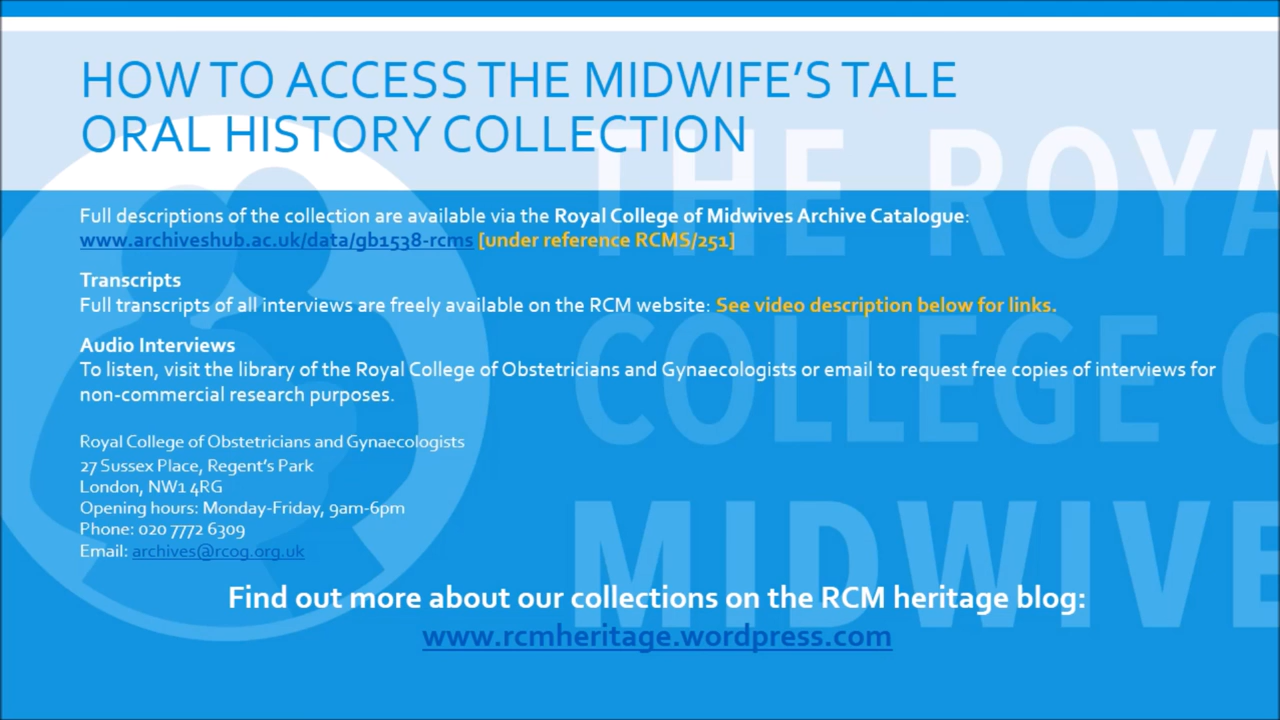 HOW TO ACCESS THE MIDWIFE'S TALE
ORAL HISTORY COLLECTION
Full descriptions of the collection are available via the Royal College of Midwives Archive Catalogue:
www.archiveshub.ac.uk/data/gb1538-rcms [under reference RCMS/251]
Transcripts
Full transcripts of all interviews are freely available on the RCM website: See video description below for links.
Audio Interviews
To listen, visit the library of the Royal College of Obstetricians and Gynaecologists or email to request free copies of interviews for
non-commercial research purposes.
Royal College of Obstetricians and Gynaecologists
27 Sussex Place, Regent's Park
London, NW1 4RG
Opening hours: Monday-Friday, 9am-6pm
Phone: 020 7772 6309
Email: archives@rcog.org.uk
Find out more about our collections on the RCM heritage blog:
www.rcmheritage.wordpress.com
THE ROYA
COLLEGE O
MIDWIVE